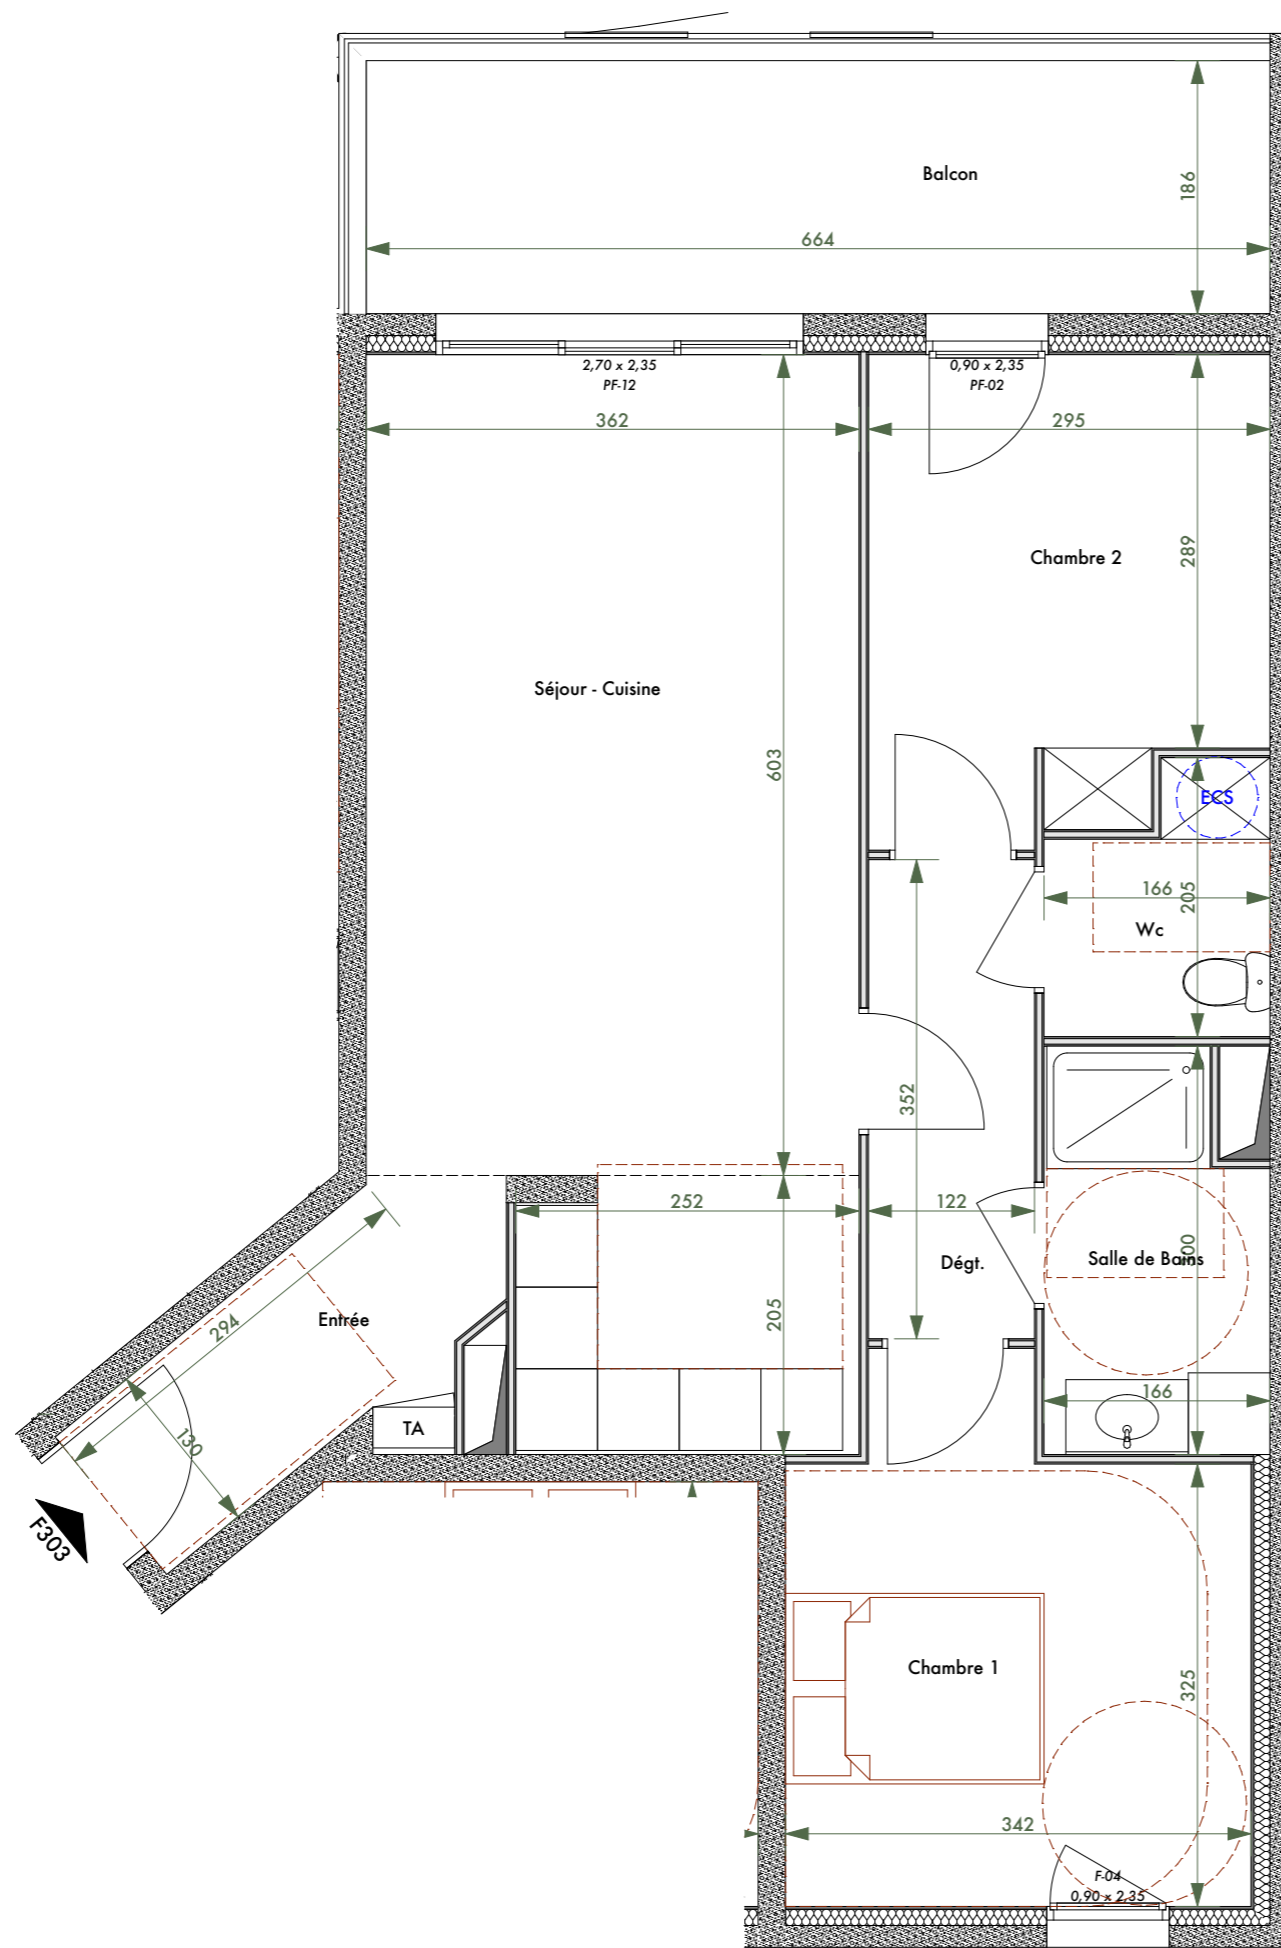 Balcon
186
664
2,70 x 2,35
PF-12
0,90 x 2,35
PF-02
362
295
289
Chambre 2
Séjour - Cuisine
603
ECS
166
205
Wc
352
252
122
Dégt.
Salle de Bains
294
Entrée
205
130
TA
166
F303
Chambre 1
325
342
F-04
0,90 x 2,35